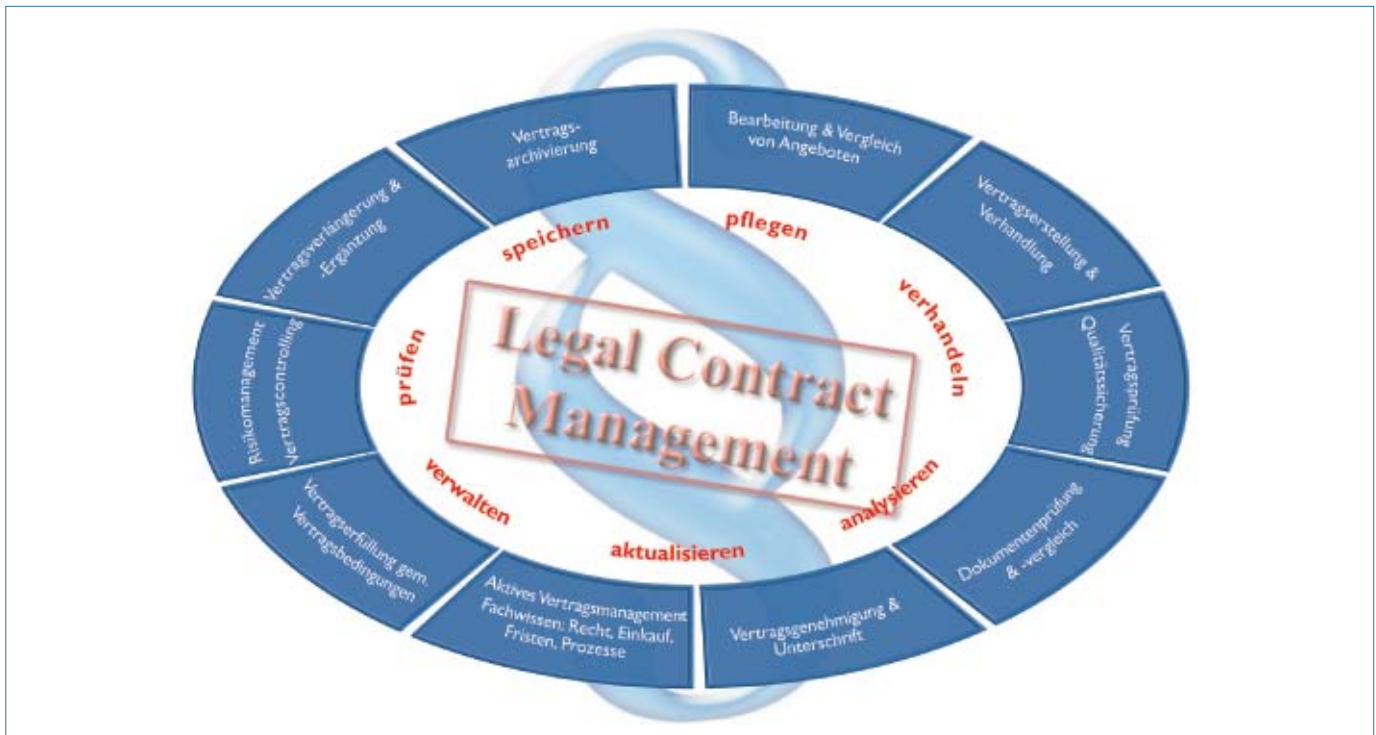 Bearbeitung & Vergleich
von Angeboten
Vertragserstellung &
Verhandlung
Vertragsprüfung
Qualitätssicherung
Dokumentenprüfung
& -vergleich
Vertragsgenehmigung &
Unterschrift
Aktives Vertragsmanagement
Fachwissen; Recht, Einkauf,
Fristen, Prozesse
Vertragserfüllung gem.
Vertragsbedingungen
Risikomanagement
Vertragscontrolling
Vertragsverlängerung &
-Ergänzung
Vertrags-
archivierung
pflegen
verhandeln
analysieren
aktualisieren
verwalten
prüfen
speichern
Legal Contract
Management